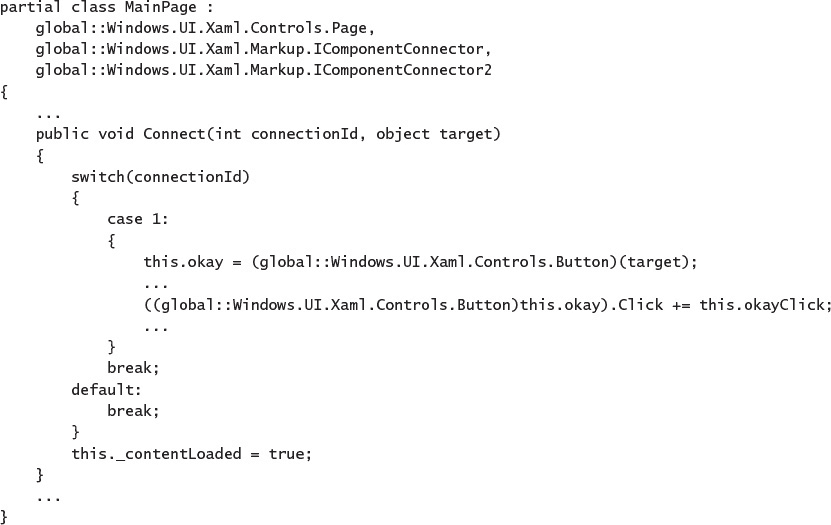 partial class MainPage :
    global::Windows.UI.Xaml.Controls.Page,
    global::Windows.UI.Xaml.Markup.IComponentConnector,
    global::Windows.UI.Xaml.Markup.IComponentConnector2
{
    ...
    public void Connect(int connectionId, object target)
    {
        switch(connectionId)
        {
            case 1:
            {
                this.okay = (global::Windows.UI.Xaml.Controls.Button)(target);
                ...
                ((global::Windows.UI.Xaml.Controls.Button)this.okay).Click += this.okayClick;
                ...
            }
            break;
        default:
            break;
        }
        this._contentLoaded = true;
    }
    ...
}